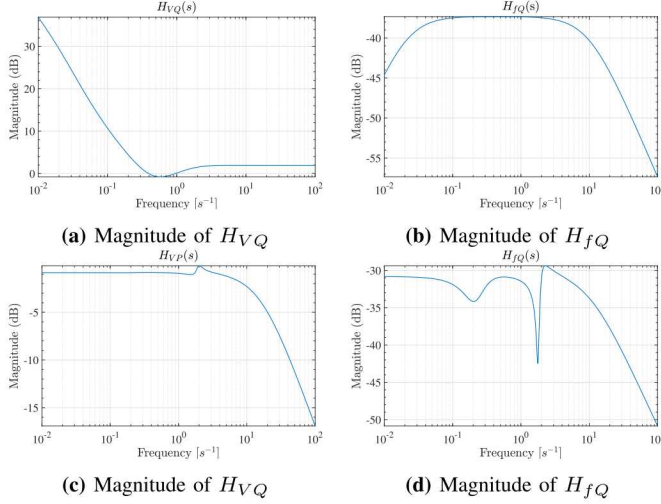 H_{VQ}(s)
Magnitude (dB)
30
20
10
0
10^{-2} 10^{-1} 10^{0} 10^{1} 10^{2}
Frequency [s^{-1}]
(a) Magnitude of H_{VQ}
H_{fQ}(s)
Magnitude (dB)
-40
-45
-50
-55
10^{-2} 10^{-1} 10^{0} 10^{1} 10^{2}
Frequency [s^{-1}]
(b) Magnitude of H_{fQ}
H_{VP}(s)
Magnitude (dB)
-5
-10
-15
10^{-2} 10^{-1} 10^{0} 10^{1} 10^{2}
Frequency [s^{-1}]
(c) Magnitude of H_{VQ}
H_{fQ}(s)
Magnitude (dB)
-30
-35
-40
-45
-50
10^{-2} 10^{-1} 10^{0} 10^{1} 10^{2}
Frequency [s^{-1}]
(d) Magnitude of H_{fQ}